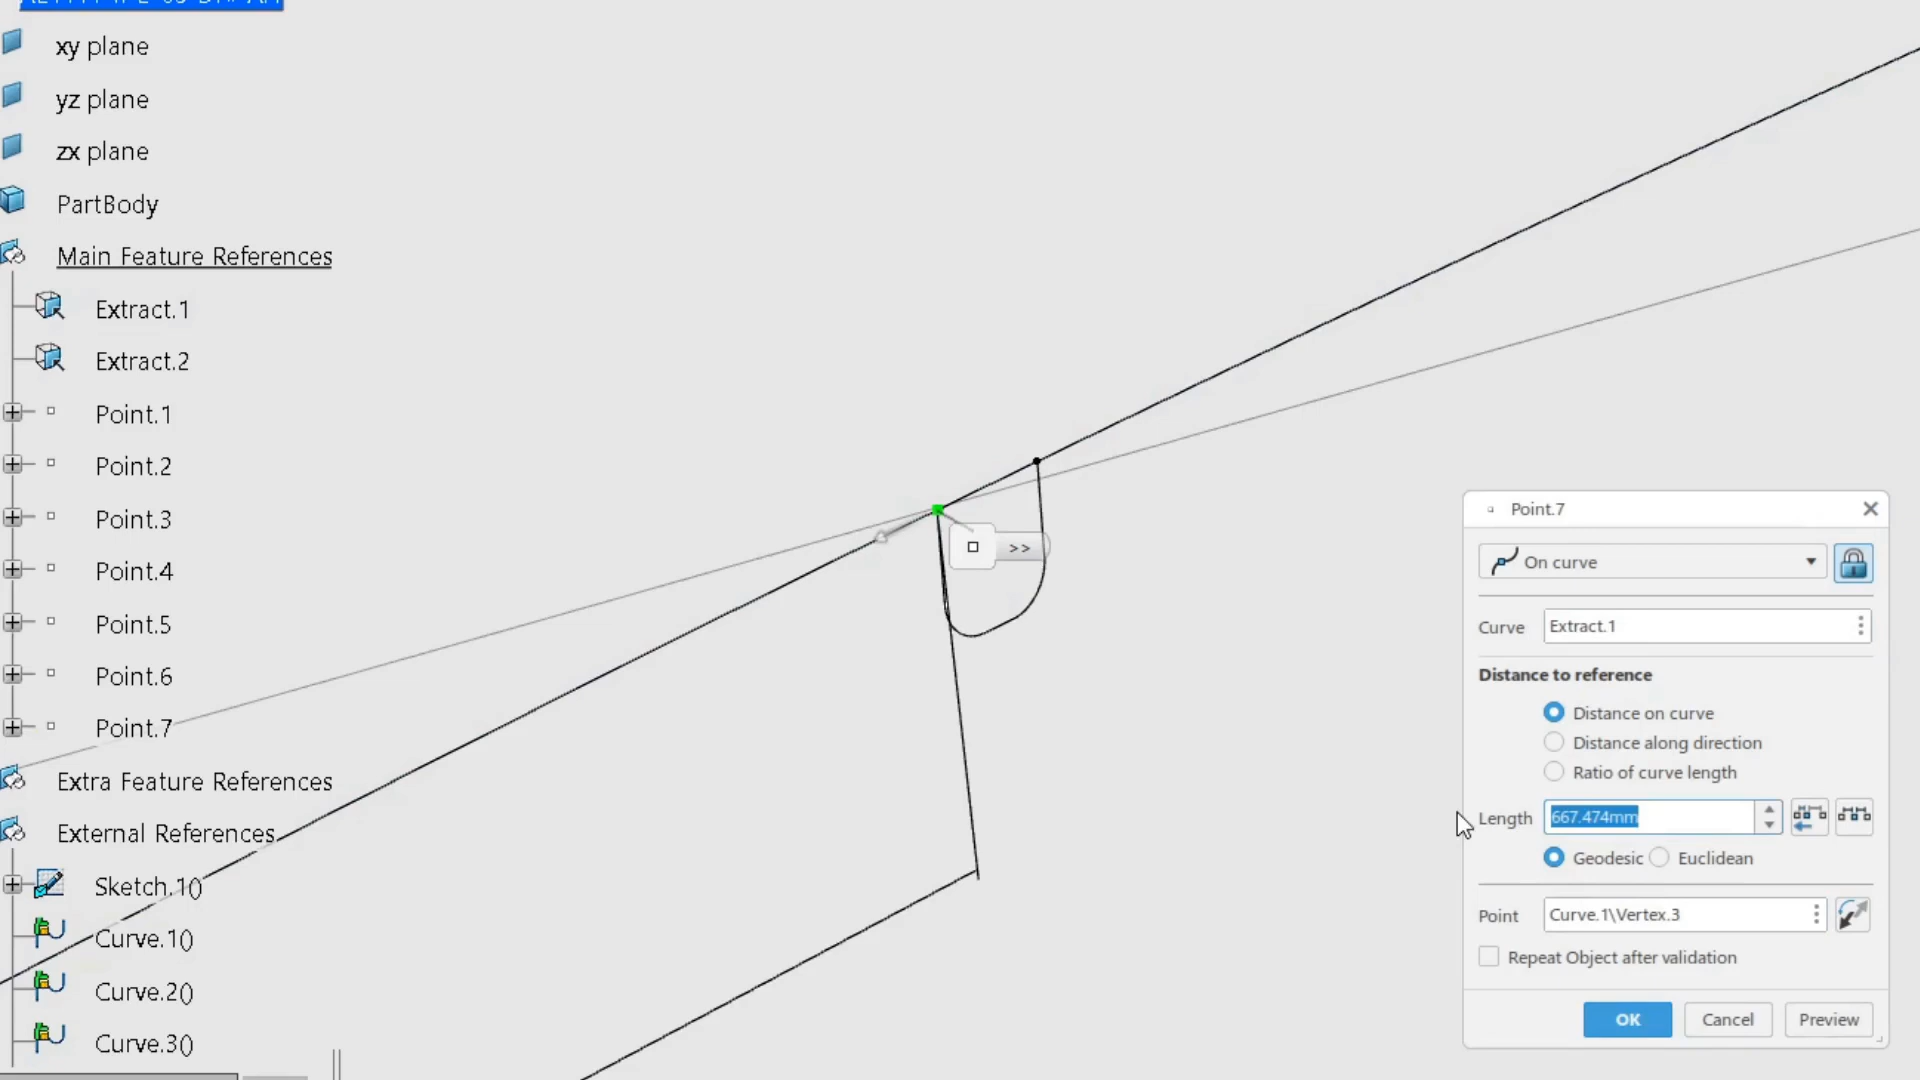 xy plane
yz plane
zx plane
PartBody
Main Feature References
Extract.1
Extract.2
Point.1
Point.2
Point.3
Point.4
Point.5
Point.6
Point.7
Extra Feature References
External References
Sketch.1()
Curve.1()
Curve.2()
Curve.3()
>>
Point.7
On curve
Curve Extract.1
Distance to reference
Distance on curve
Distance along direction
Ratio of curve length
Length 667.474mm
Geodesic Euclidean
Point Curve.1\Vertex.3
Repeat Object after validation
OK Cancel Preview